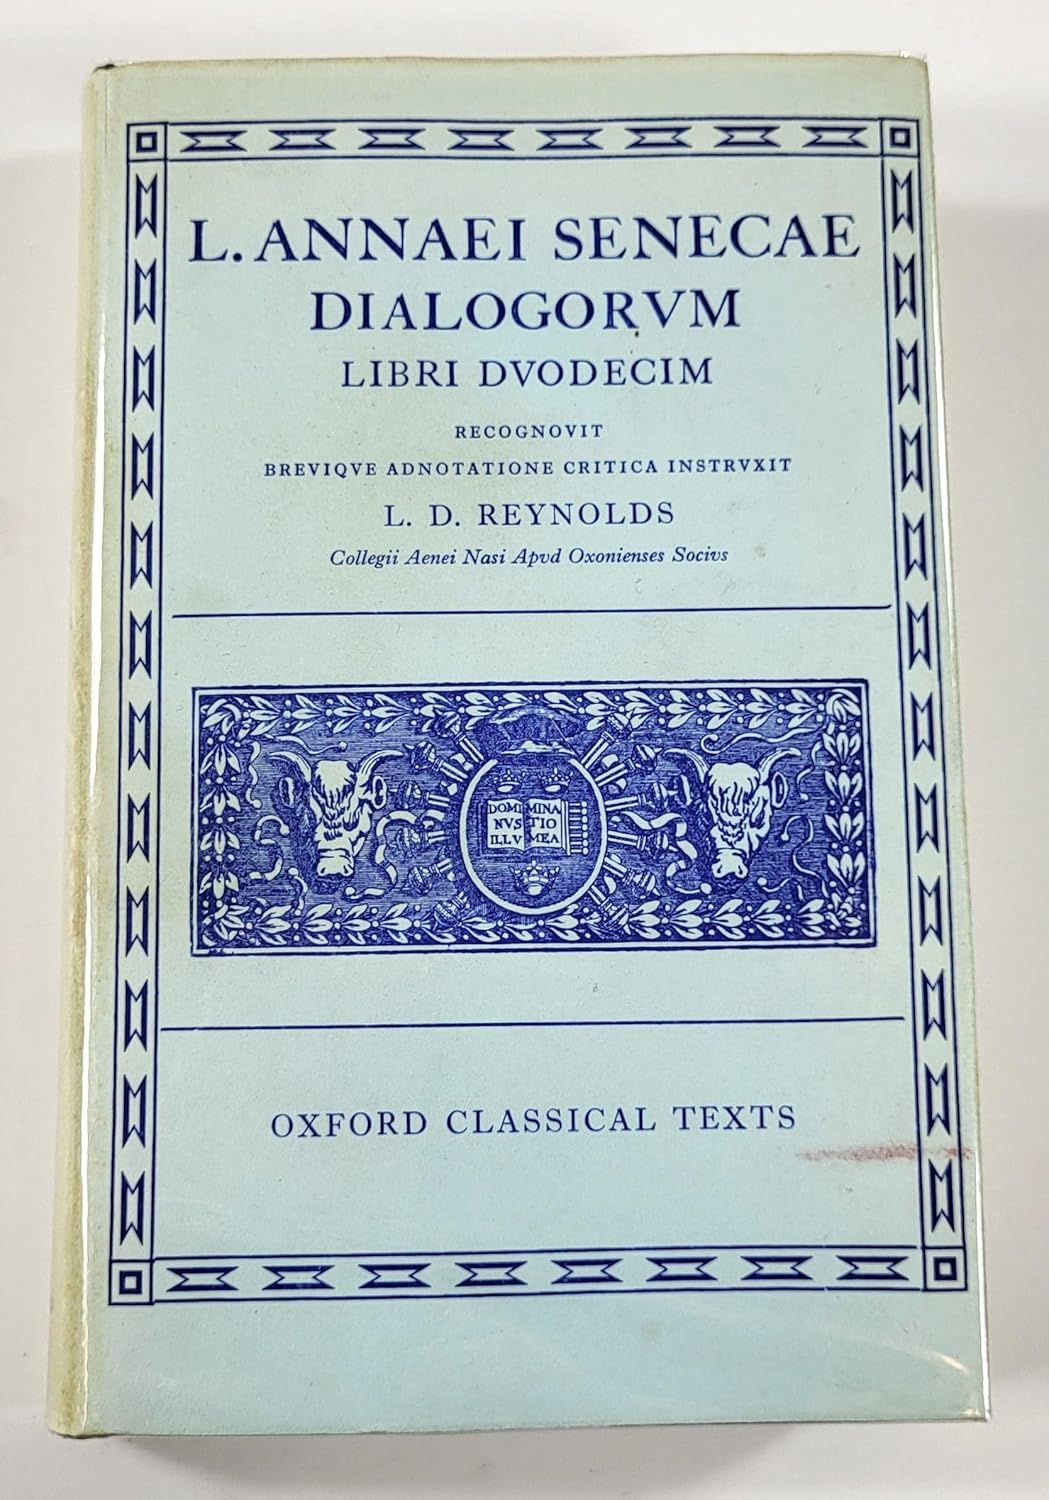 L. ANNAEI SENECAE
DIALOGORVM
LIBRI DVODECIM
RECOGNOVIT
BREVIQVE ADNOTATIONE CRITICA INSTRVXIT
L. D. REYNOLDS
Collegii Aenei Nasi Apvd Oxonienses Socivs
DOMI MINA
NVS TIO
ILLV MEA
OXFORD CLASSICAL TEXTS